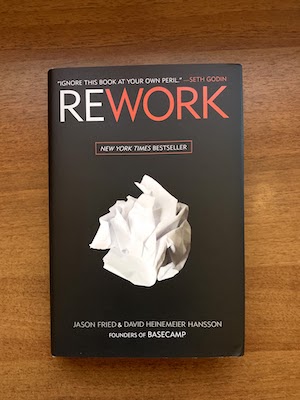 "IGNORE THIS BOOK AT YOUR OWN PERIL." —SETH GODIN
REWORK
NEW YORK TIMES BESTSELLER
JASON FRIED & DAVID HEINEMEIER HANSSON
FOUNDERS OF BASECAMP